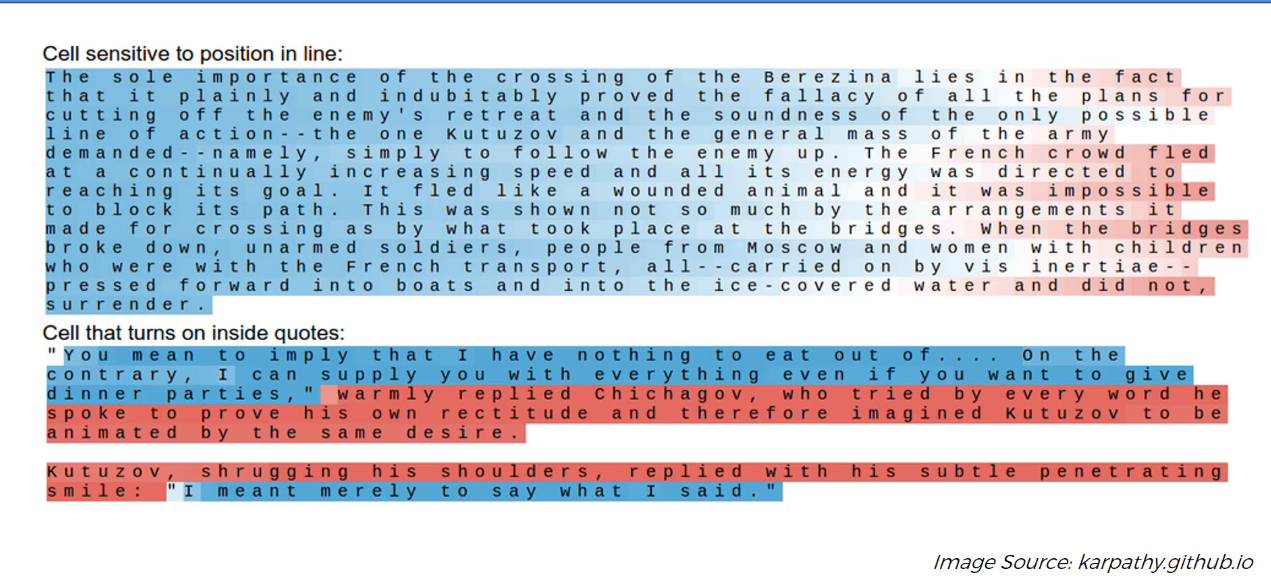 Cell sensitive to position in line:
The sole importance of the crossing of the Berezina lies in the fact
that it plainly and indubitably proved the fallacy of all the plans for
cutting off the enemy's retreat and the soundness of the only possible
line of action--the one Kutuzov and the general mass of the army
demanded--namely, simply to follow the enemy up. The French crowd fled
at a continually increasing speed and all its energy was directed to
reaching its goal. It fled like a wounded animal and it was impossible
to block its path. This was shown not so much by the arrangements it
made for crossing as by what took place at the bridges. When the bridges
broke down, unarmed soldiers, people from Moscow and women with children
who were with the French transport, all--carried on by vis inertiae--
pressed forward into boats and into the ice-covered water and did not,
surrender.
Cell that turns on inside quotes:
"You mean to imply that I have nothing to eat out of.... On the
contrary, I can supply you with everything even if you want to give
dinner parties," warmly replied Chichagov, who tried by every word he
spoke to prove his own rectitude and therefore imagined Kutuzov to be
animated by the same desire.
Kutuzov, shrugging his shoulders, replied with his subtle penetrating
smile: "I meant merely to say what I said."
Image Source: karpathy.github.io